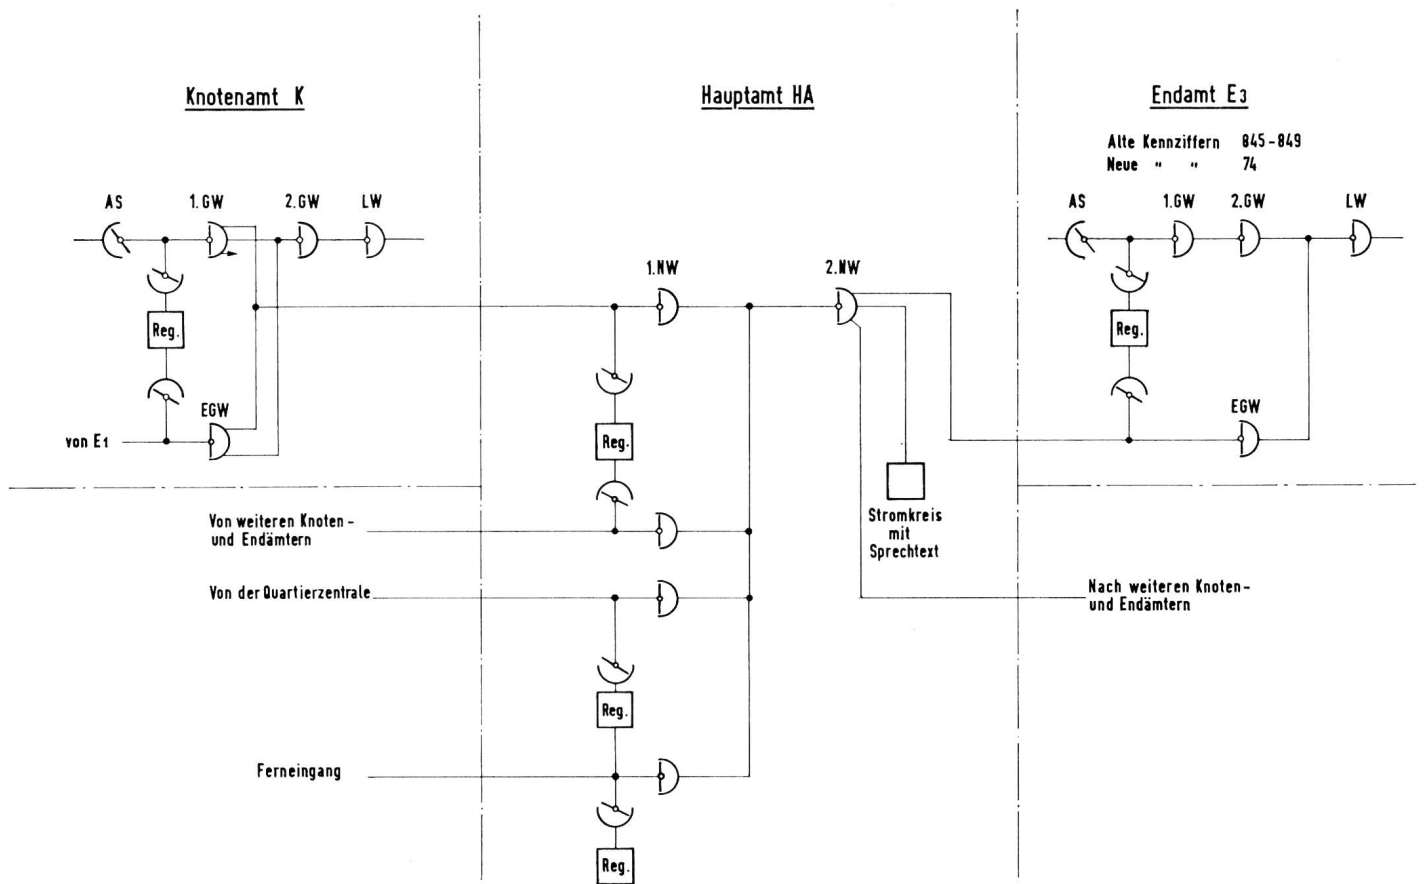 Knotenamt K
Hauptamt HA
Endamt E3
Alte Kennziffern 845-849
Neue " " 74
AS 1.GW 2.GW LW
AS 1.GW 2.GW LW
1.NW 2.NW
Reg.
Reg.
EGW
EGW
von E1
Reg.
Von weiteren Knoten-
und Endämtern
Stromkreis
mit
Sprechtext
Von der Quartierzentrale
Nach weiteren Knoten-
und Endämtern
Reg.
Ferneingang
Reg.